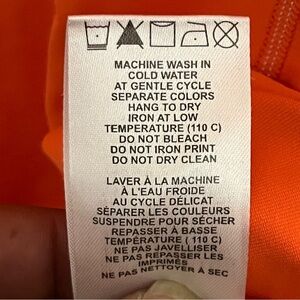 MACHINE WASH IN
COLD WATER
AT GENTLE CYCLE
SEPARATE COLORS
HANG TO DRY
IRON AT LOW
TEMPERATURE (110 C)
DO NOT BLEACH
DO NOT IRON PRINT
DO NOT DRY CLEAN
LAVER À LA MACHINE
À L'EAU FROIDE
AU CYCLE DÉLICAT
SÉPARER LES COULEURS
SUSPENDRE POUR SÉCHER
REPASSER À BASSE
TEMPÉRATURE ( 110 C)
NE PAS JAVELLISER
NE PAS REPASSER LES
IMPRIMÉS
NE PAS NETTOYER À SEC